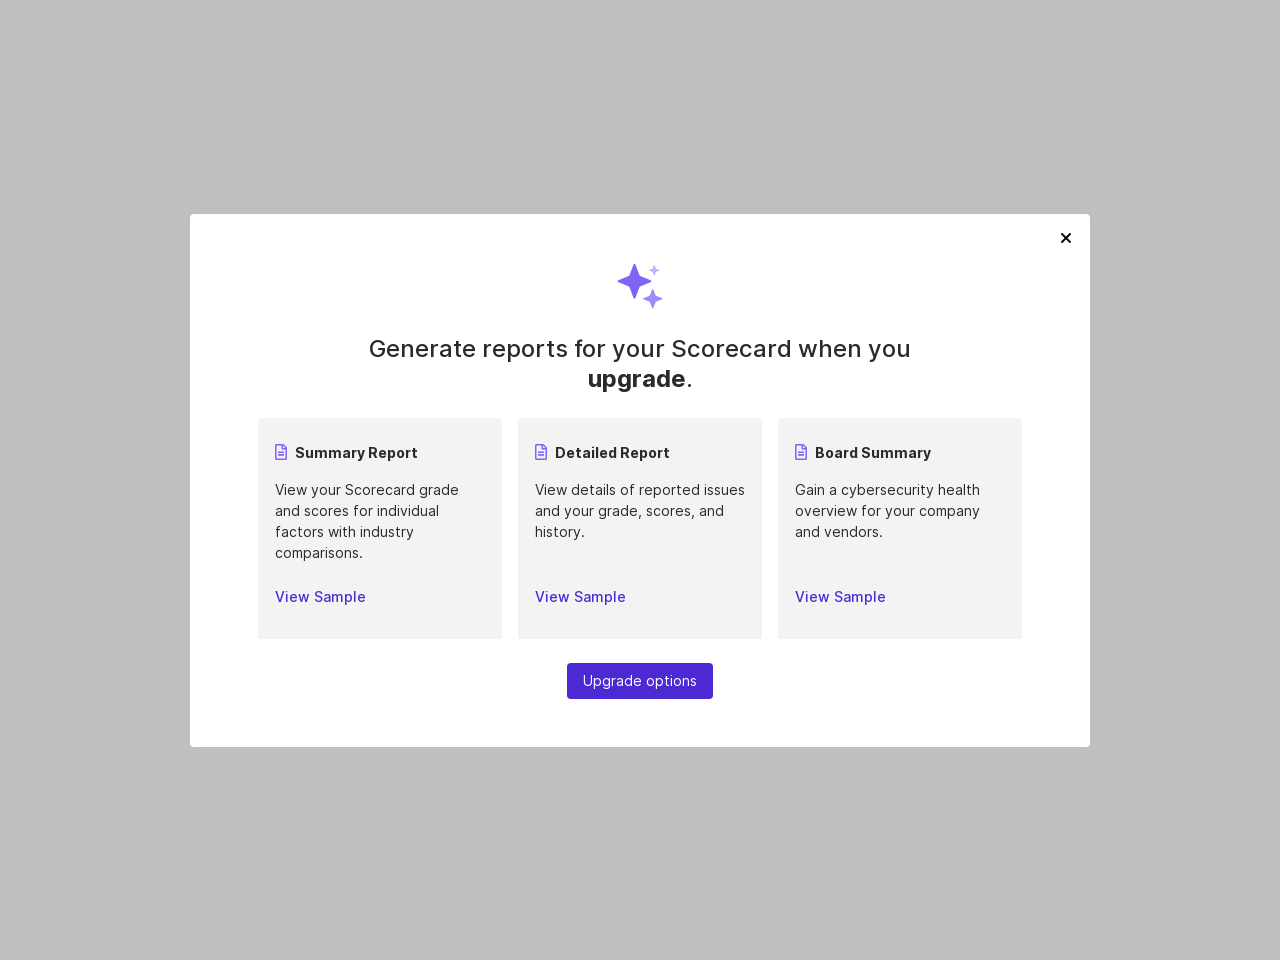 Generate reports for your Scorecard when you
upgrade.
Summary Report
View your Scorecard grade
and scores for individual
factors with industry
comparisons.
View Sample
Detailed Report
View details of reported issues
and your grade, scores, and
history.
View Sample
Board Summary
Gain a cybersecurity health
overview for your company
and vendors.
View Sample
Upgrade options